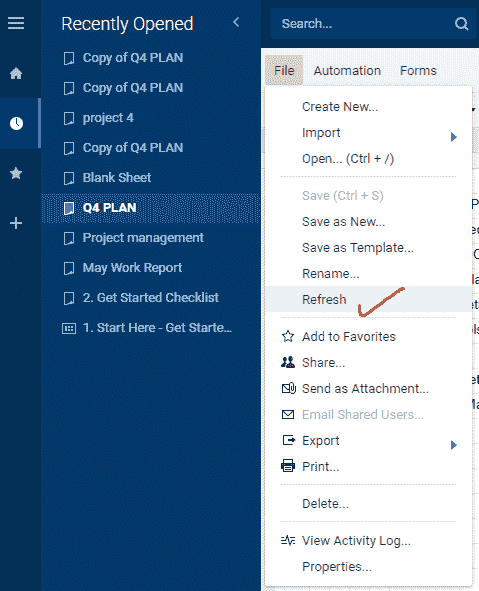 Recently Opened
Copy of Q4 PLAN
Copy of Q4 PLAN
project 4
Copy of Q4 PLAN
Blank Sheet
Q4 PLAN
Project management
May Work Report
2. Get Started Checklist
1. Start Here - Get Starte...
Search...
File Automation Forms
Create New...
Import
Open... (Ctrl + /)
Save (Ctrl + S)
Save as New...
Save as Template...
Rename...
Refresh
Add to Favorites
Share...
Send as Attachment...
Email Shared Users...
Export
Print...
Delete...
View Activity Log...
Properties...